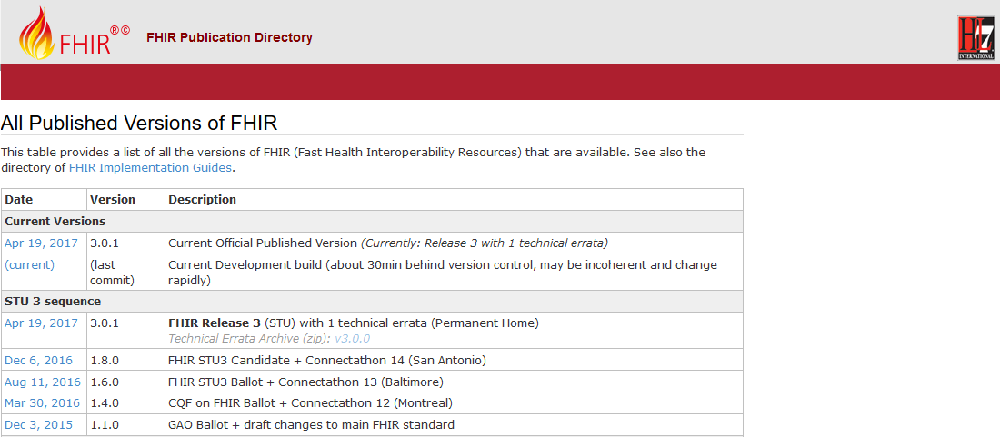 FHIR®©
FHIR Publication Directory
HL7
INTERNATIONAL
All Published Versions of FHIR
This table provides a list of all the versions of FHIR (Fast Health Interoperability Resources) that are available. See also the
directory of FHIR Implementation Guides.
Date Version Description
Current Versions
Apr 19, 2017 3.0.1 Current Official Published Version (Currently: Release 3 with 1 technical errata)
(current) (last Current Development build (about 30min behind version control, may be incoherent and change
commit) rapidly)
STU 3 sequence
Apr 19, 2017 3.0.1 FHIR Release 3 (STU) with 1 technical errata (Permanent Home)
Technical Errata Archive (zip): v3.0.0
Dec 6, 2016 1.8.0 FHIR STU3 Candidate + Connectathon 14 (San Antonio)
Aug 11, 2016 1.6.0 FHIR STU3 Ballot + Connectathon 13 (Baltimore)
Mar 30, 2016 1.4.0 CQF on FHIR Ballot + Connectathon 12 (Montreal)
Dec 3, 2015 1.1.0 GAO Ballot + draft changes to main FHIR standard